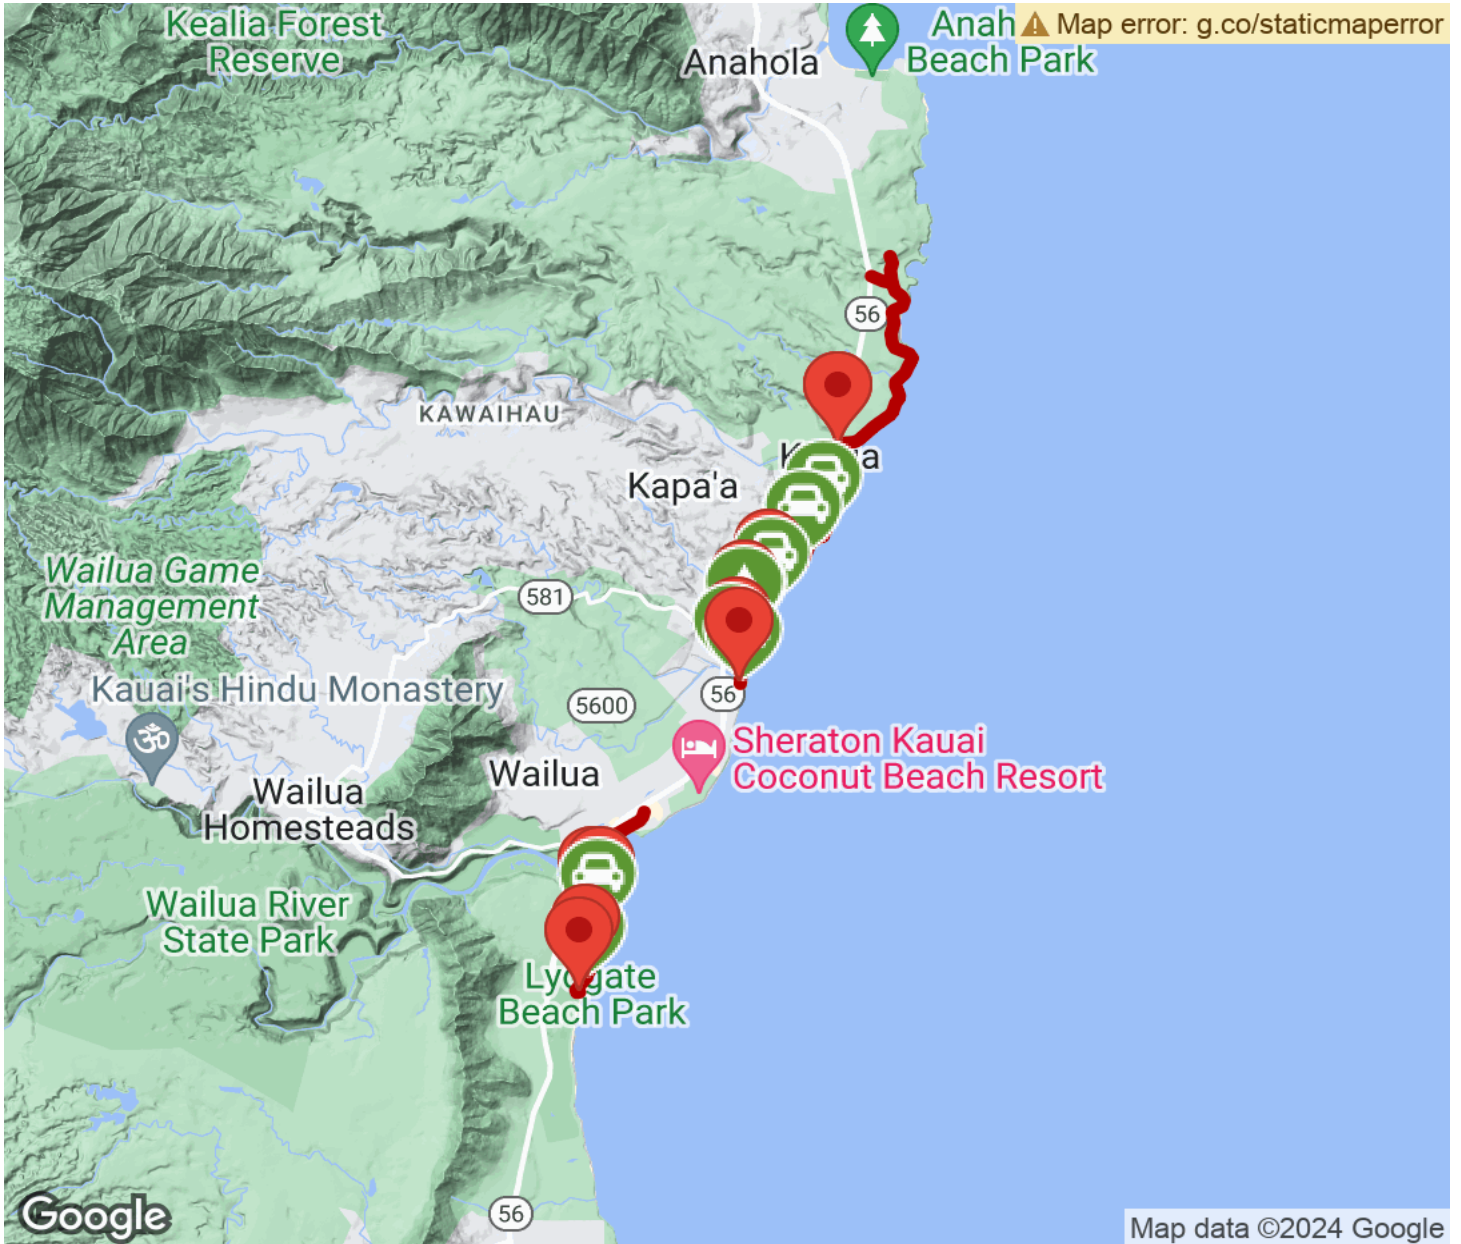 Kealia Forest
Reserve
Anahola
Anah
Beach Park
Map error: g.co/staticmaperror
56
KAWAIHAU
Kapa'a
Wailua Game
Management
Area
581
Kauai's Hindu Monastery
5600
56
Sheraton Kauai
Coconut Beach Resort
Wailua
Wailua
Homesteads
Wailua River
State Park
Beach Park
56
Google
Map data ©2024 Google